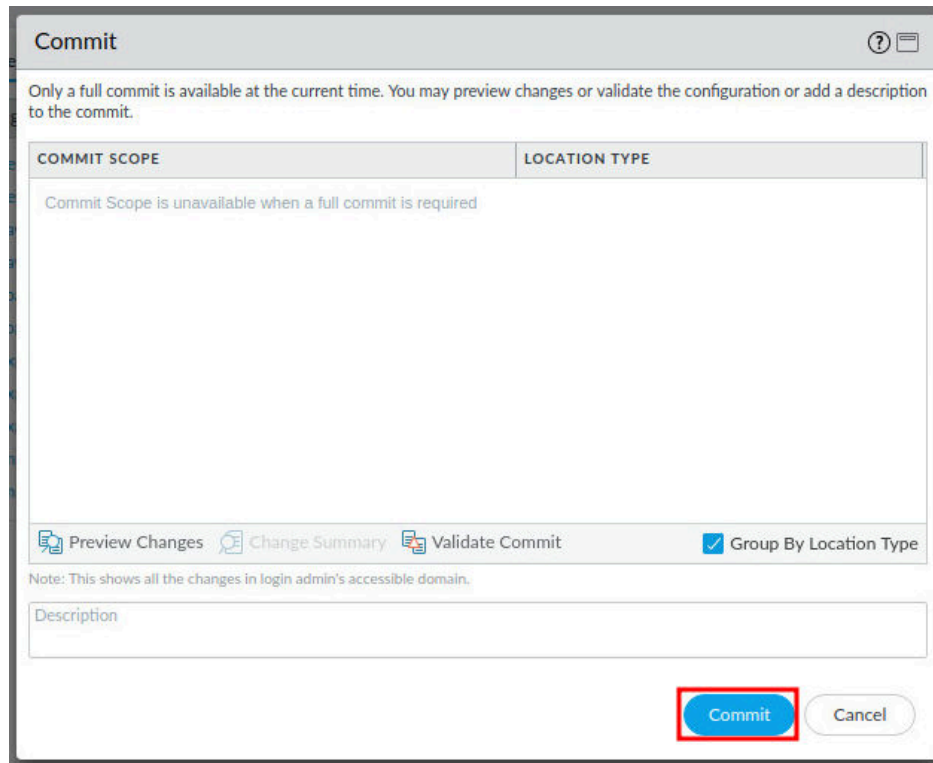 Commit
Only a full commit is available at the current time. You may preview changes or validate the configuration or add a description
to the commit.
COMMIT SCOPE LOCATION TYPE
Commit Scope is unavailable when a full commit is required
Preview Changes Change Summary Validate Commit Group By Location Type
Note: This shows all the changes in login admin's accessible domain.
Description
Commit Cancel